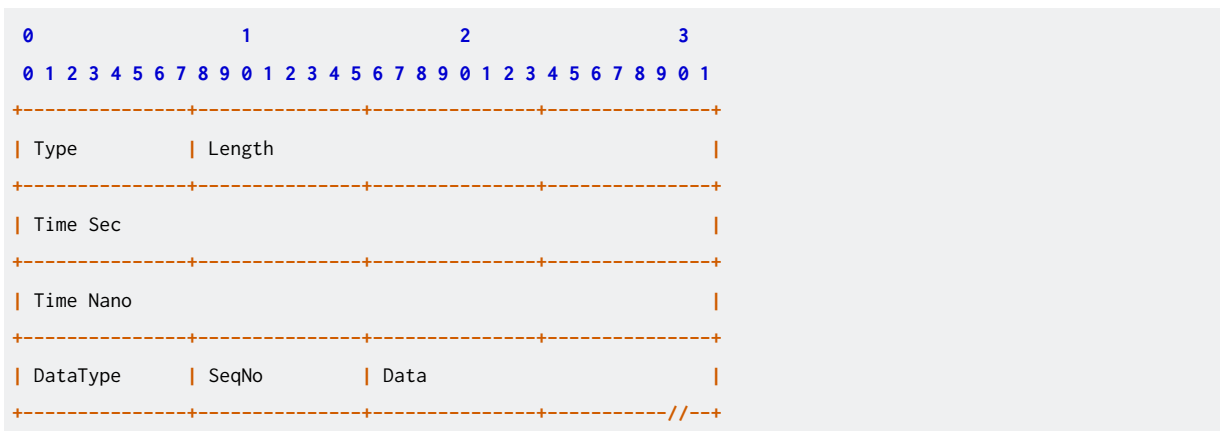 0                   1                   2                   3
 0 1 2 3 4 5 6 7 8 9 0 1 2 3 4 5 6 7 8 9 0 1 2 3 4 5 6 7 8 9 0 1
+---------------+---------------+---------------+---------------+
| Type          | Length                                        |
+---------------+---------------+---------------+---------------+
| Time Sec                                                      |
+---------------+---------------+---------------+---------------+
| Time Nano                                                     |
+---------------+---------------+---------------+---------------+
| DataType      | SeqNo         | Data                          |
+---------------+---------------+---------------+-----------//--+